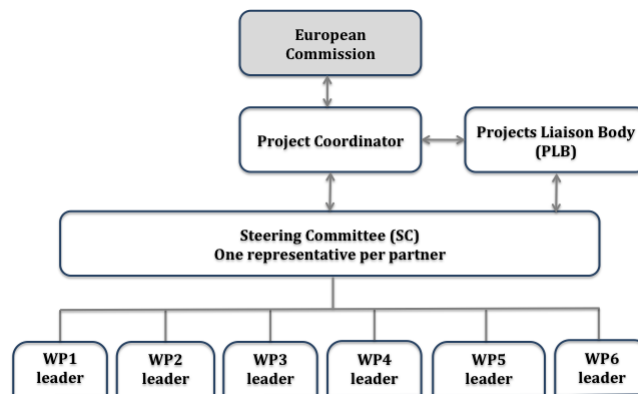 European
Commission
Project Coordinator
Projects Liaison Body
(PLB)
Steering Committee (SC)
One representative per partner
WP1
leader
WP2
leader
WP3
leader
WP4
leader
WP5
leader
WP6
leader